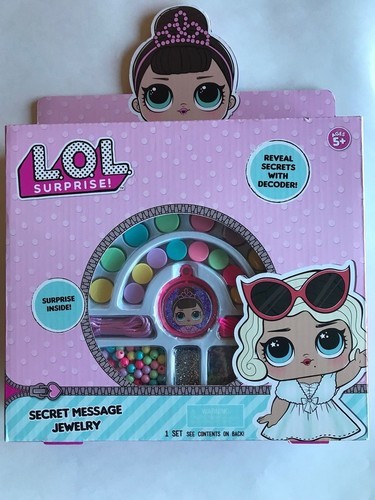 L.O.L.
SURPRISE!
AGES
5+
REVEAL
SECRETS
WITH
DECODER!
SURPRISE
INSIDE!
SECRET MESSAGE
JEWELRY
1 SET SEE CONTENTS ON BACK!